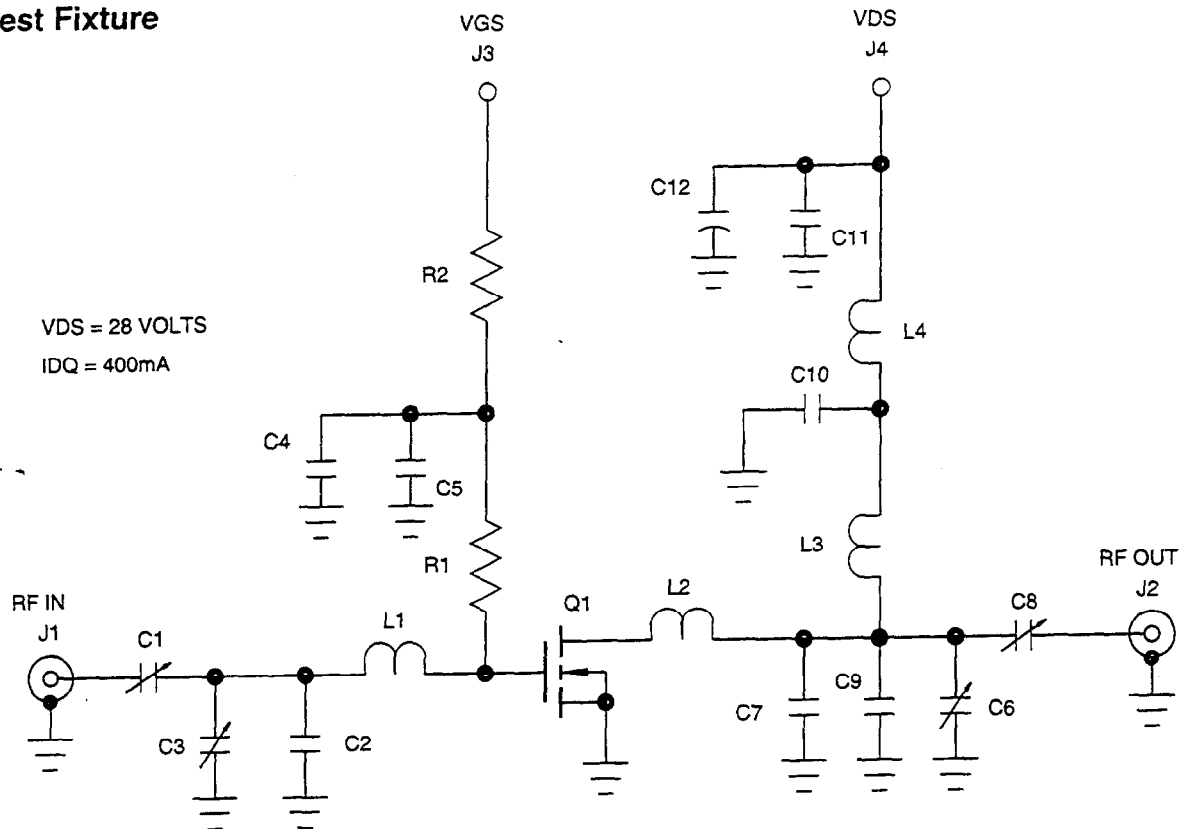 est Fixture
VGS
J3
VDS
J4
C12
C11
R2
VDS = 28 VOLTS
IDQ = 400mA
L4
C10
C4
C5
L3
R1
RF OUT
J2
RF IN
J1
C1
L1
Q1
L2
C8
C3
C2
C7
C9
C6